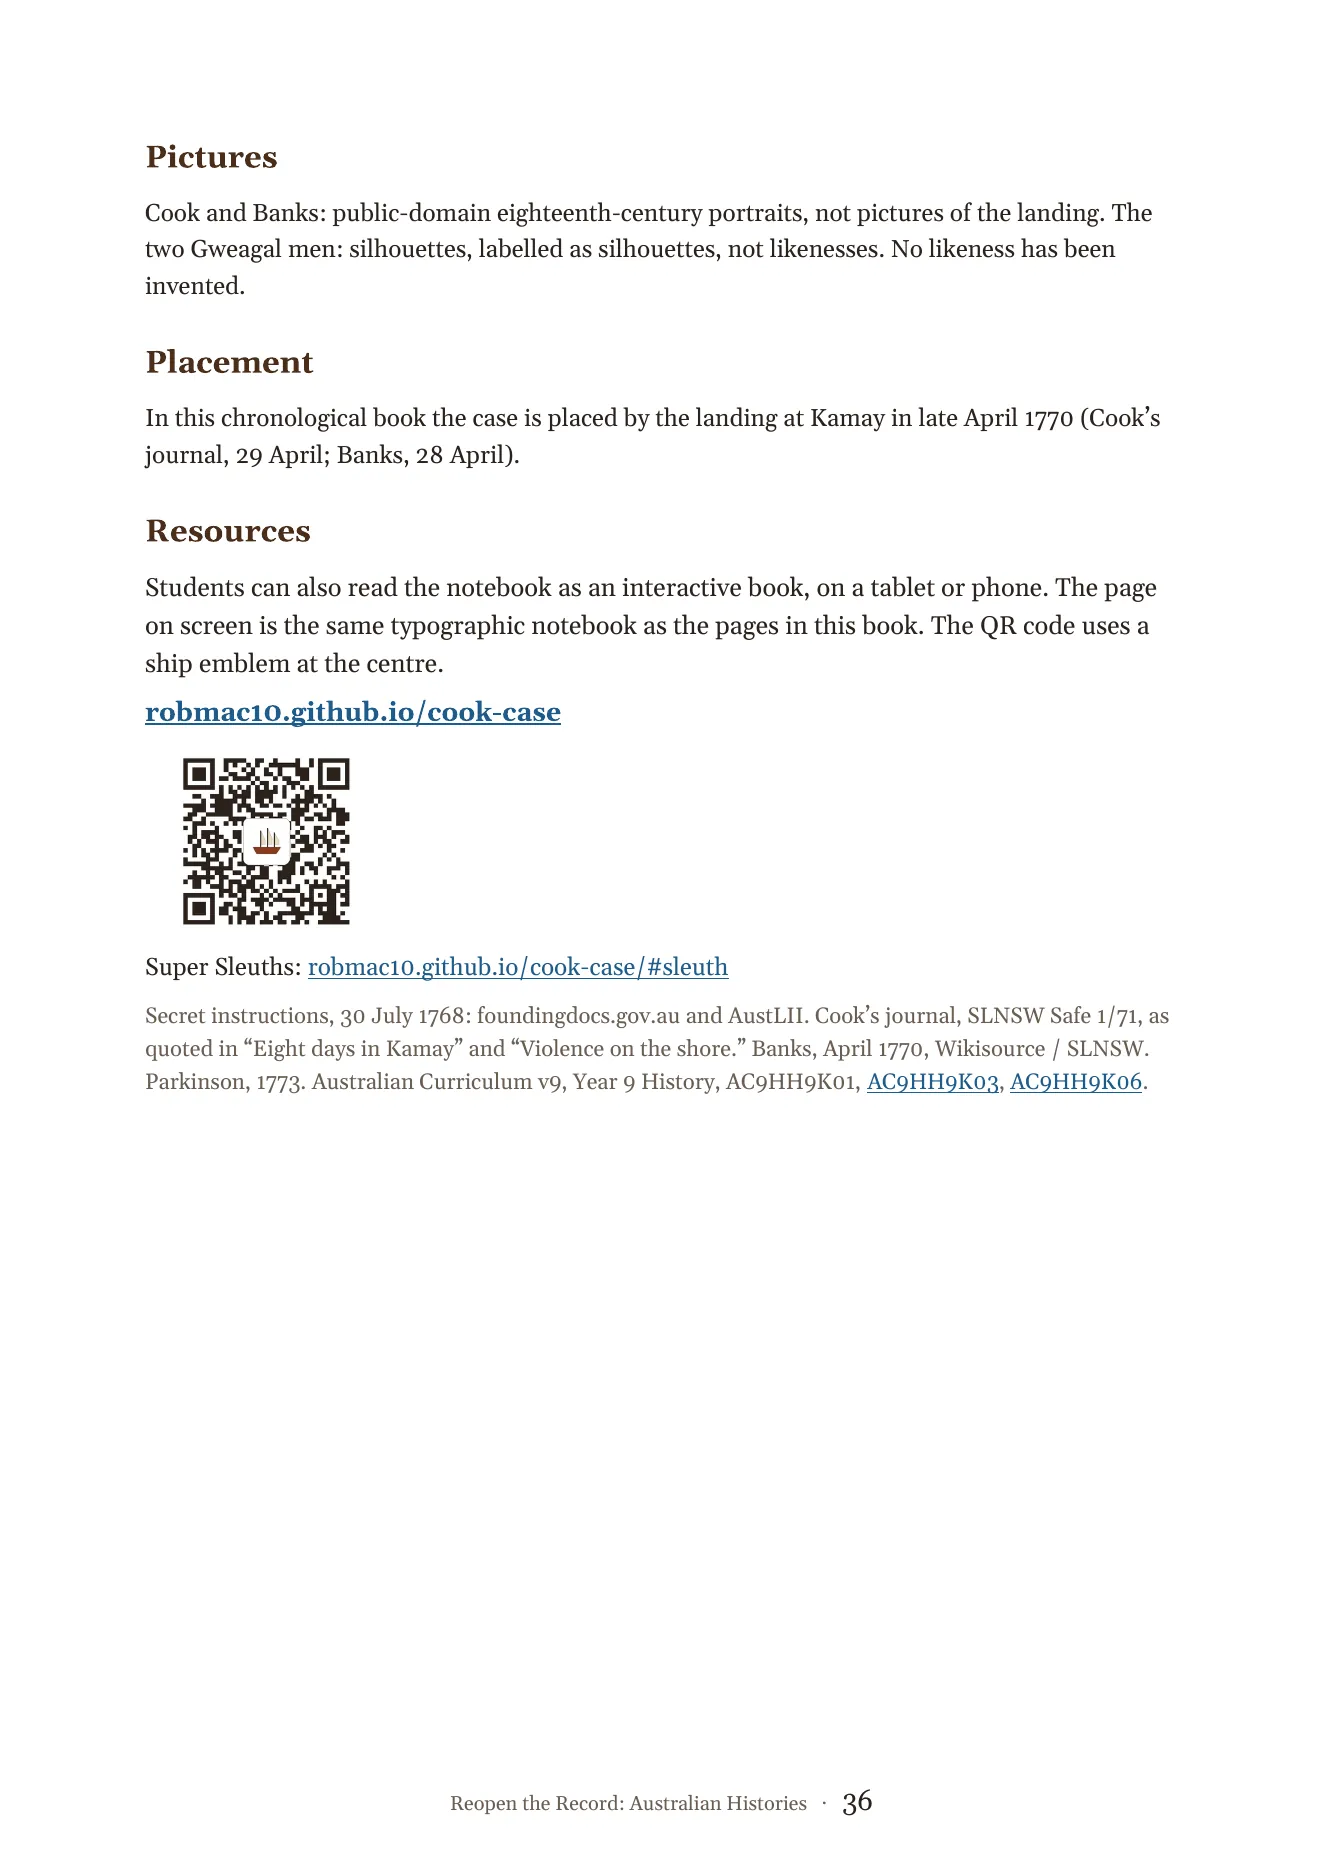 Pictures
Cook and Banks: public-domain eighteenth-century portraits, not pictures of the landing. The
two Gweagal men: silhouettes, labelled as silhouettes, not likenesses. No likeness has been
invented.
Placement
In this chronological book the case is placed by the landing at Kamay in late April 1770 (Cook’s
journal, 29 April; Banks, 28 April).
Resources
Students can also read the notebook as an interactive book, on a tablet or phone. The page
on screen is the same typographic notebook as the pages in this book. The QR code uses a
ship emblem at the centre.
robmac10.github.io/cook-case
Super Sleuths: robmac10.github.io/cook-case/#sleuth
Secret instructions, 30 July 1768: foundingdocs.gov.au and AustLII. Cook’s journal, SLNSW Safe 1/71, as
quoted in “Eight days in Kamay” and “Violence on the shore.” Banks, April 1770, Wikisource / SLNSW.
Parkinson, 1773. Australian Curriculum v9, Year 9 History, AC9HH9K01, AC9HH9K03, AC9HH9K06.
Reopen the Record: Australian Histories · 36